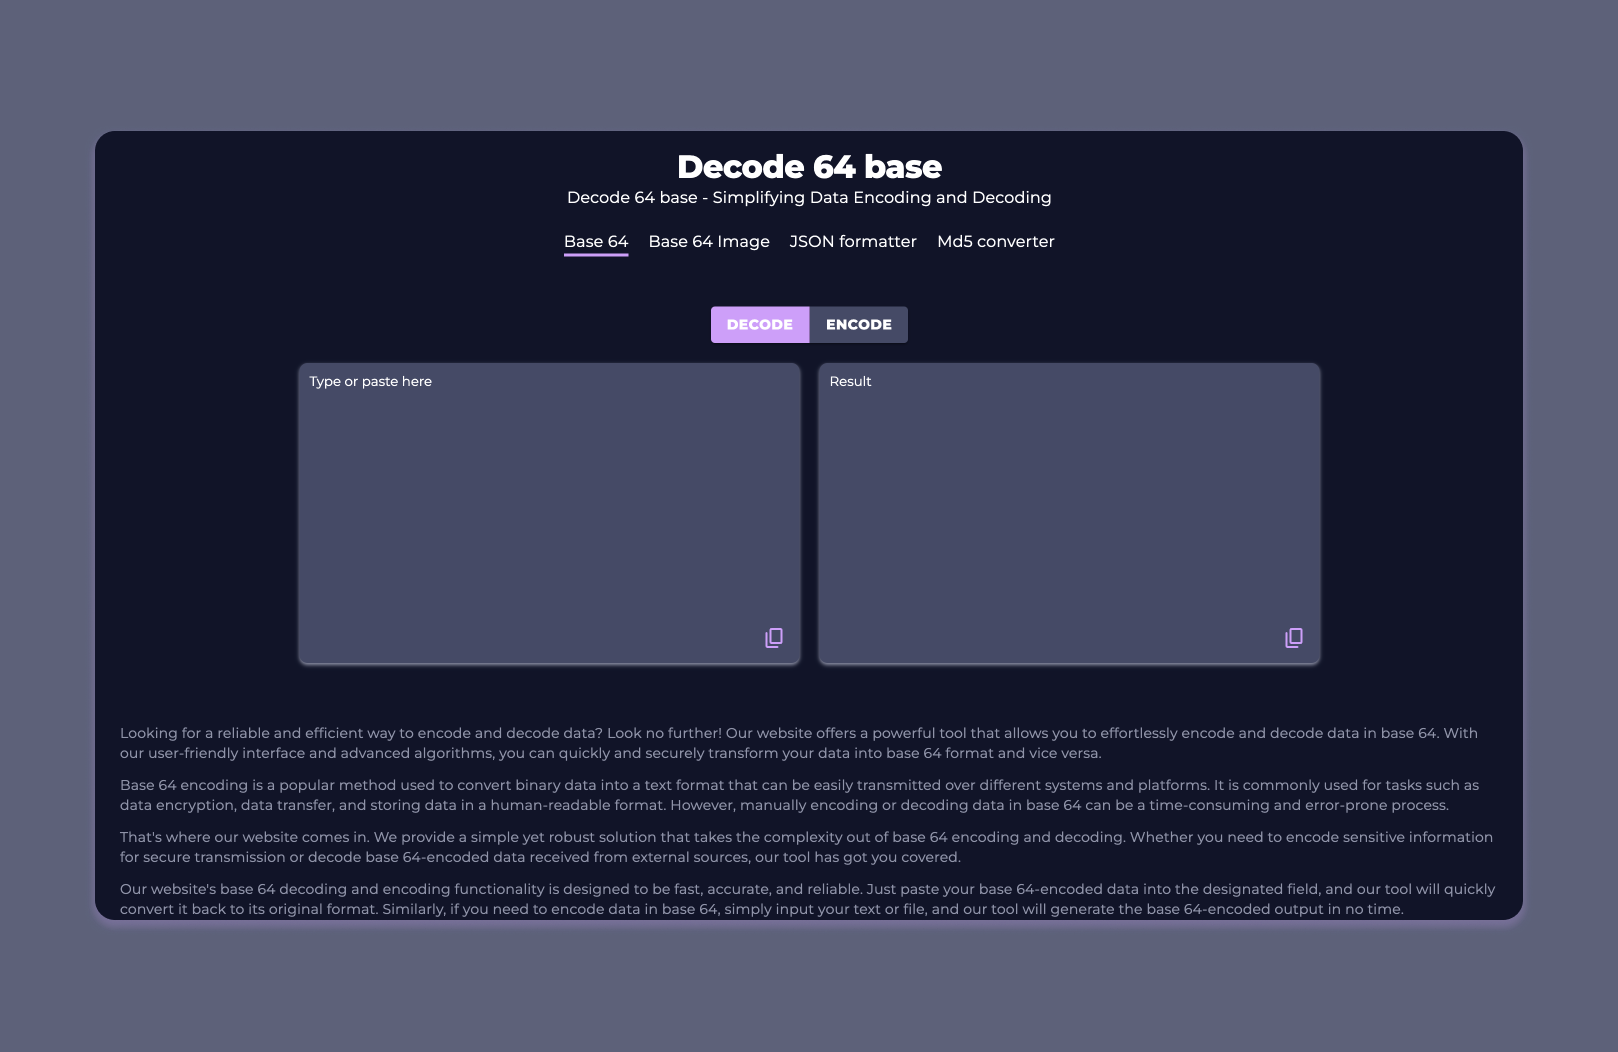 Decode 64 base
Decode 64 base - Simplifying Data Encoding and Decoding
Base 64 Base 64 Image JSON formatter Md5 converter
DECODE ENCODE
Type or paste here
Result
Looking for a reliable and efficient way to encode and decode data? Look no further! Our website offers a powerful tool that allows you to effortlessly encode and decode data in base 64. With
our user-friendly interface and advanced algorithms, you can quickly and securely transform your data into base 64 format and vice versa.
Base 64 encoding is a popular method used to convert binary data into a text format that can be easily transmitted over different systems and platforms. It is commonly used for tasks such as
data encryption, data transfer, and storing data in a human-readable format. However, manually encoding or decoding data in base 64 can be a time-consuming and error-prone process.
That's where our website comes in. We provide a simple yet robust solution that takes the complexity out of base 64 encoding and decoding. Whether you need to encode sensitive information
for secure transmission or decode base 64-encoded data received from external sources, our tool has got you covered.
Our website's base 64 decoding and encoding functionality is designed to be fast, accurate, and reliable. Just paste your base 64-encoded data into the designated field, and our tool will quickly
convert it back to its original format. Similarly, if you need to encode data in base 64, simply input your text or file, and our tool will generate the base 64-encoded output in no time.